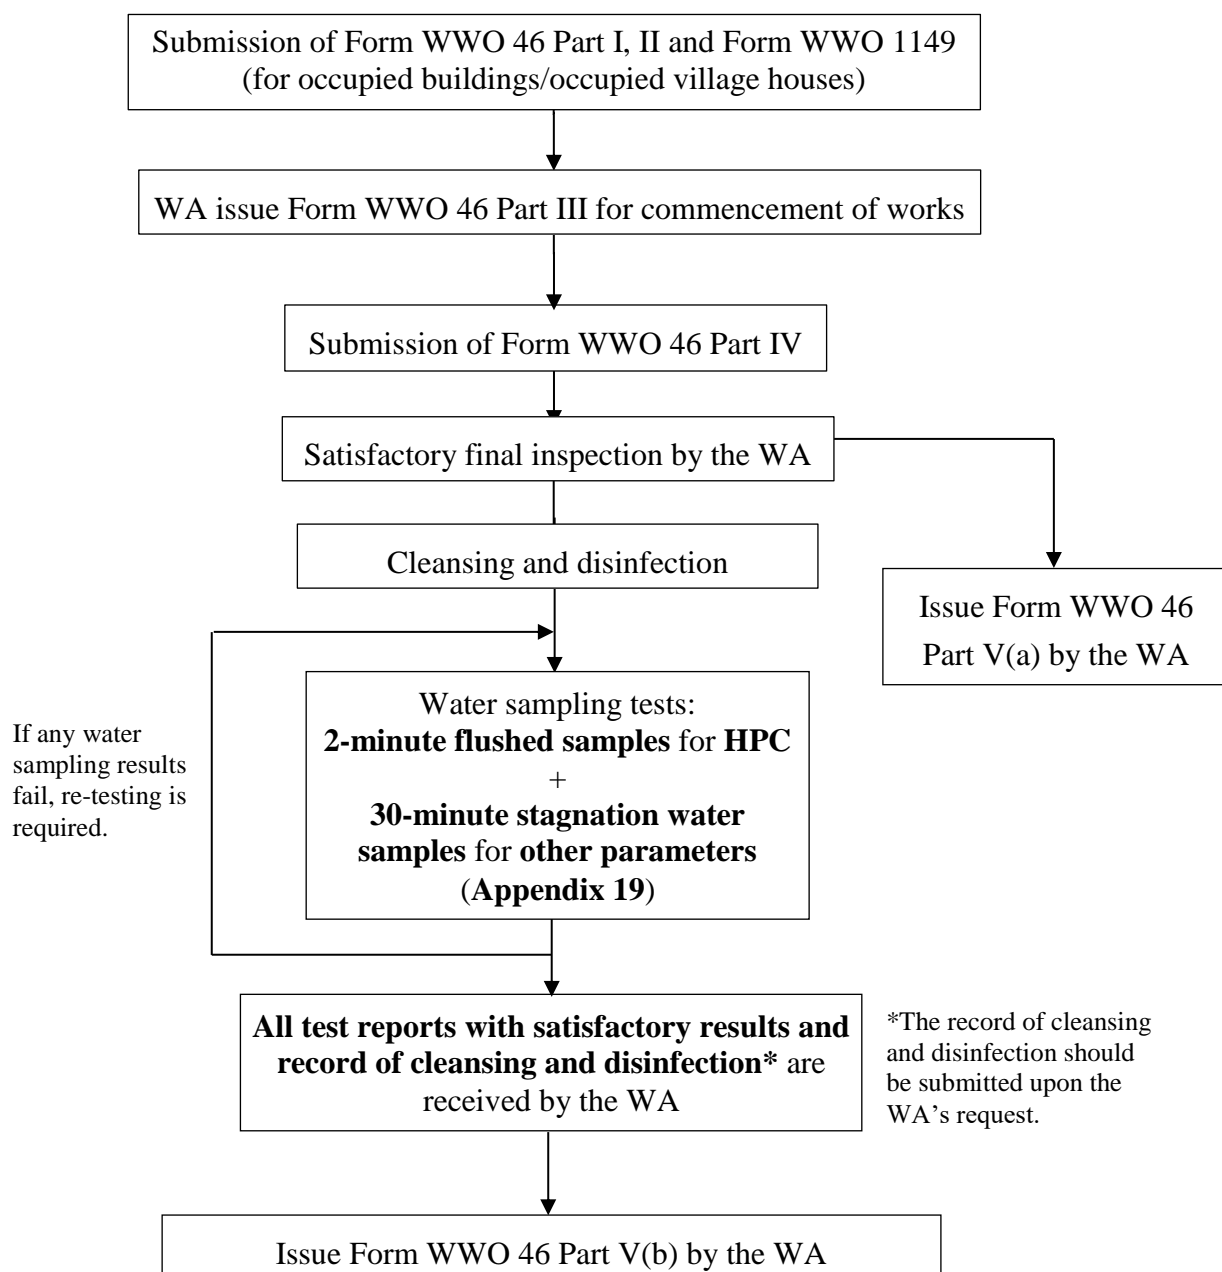 Submission of Form WWO 46 Part I, II and Form WWO 1149
(for occupied buildings/occupied village houses)
WA issue Form WWO 46 Part III for commencement of works
Submission of Form WWO 46 Part IV
Satisfactory final inspection by the WA
Cleansing and disinfection
Issue Form WWO 46
Part V(a) by the WA
Water sampling tests:
2-minute flushed samples for HPC
+
30-minute stagnation water
samples for other parameters
(Appendix 19)
If any water
sampling results
fail, re-testing is
required.
All test reports with satisfactory results and
record of cleansing and disinfection* are
received by the WA
*The record of cleansing
and disinfection should
be submitted upon the
WA’s request.
Issue Form WWO 46 Part V(b) by the WA